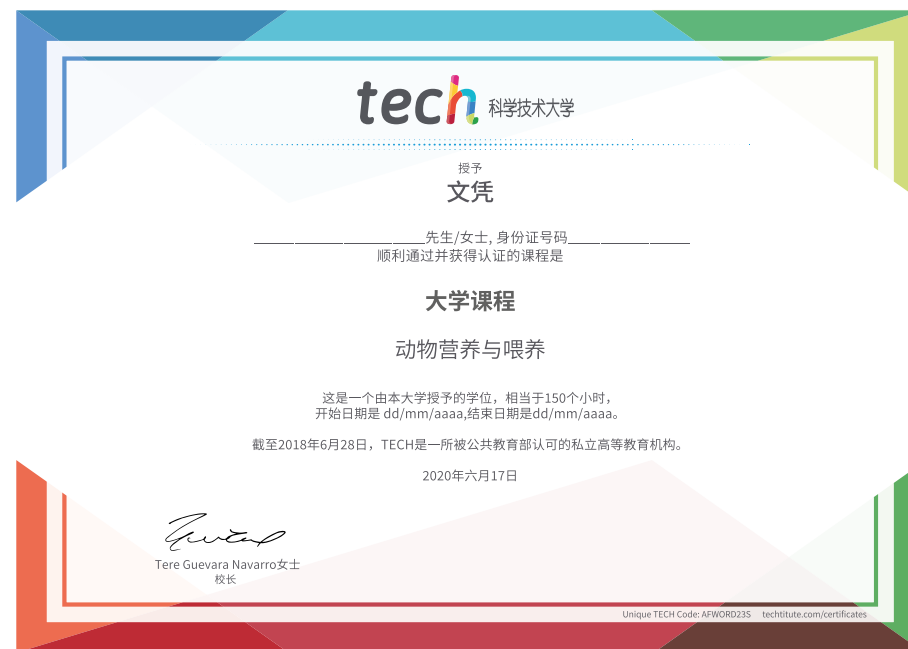 tech 科学技术大学
授予
文凭
先生/女士, 身份证号码
顺利通过并获得认证的课程是
大学课程
动物营养与喂养
这是一个由本大学授予的学位，相当于150个小时，
开始日期是 dd/mm/aaaa,结束日期是dd/mm/aaaa。
截至2018年6月28日，TECH是一所被公共教育部认可的私立高等教育机构。
2020年六月17日
Tere Guevara Navarro女士
校长
Unique TECH Code: AFWORD23S techtitute.com/certificates